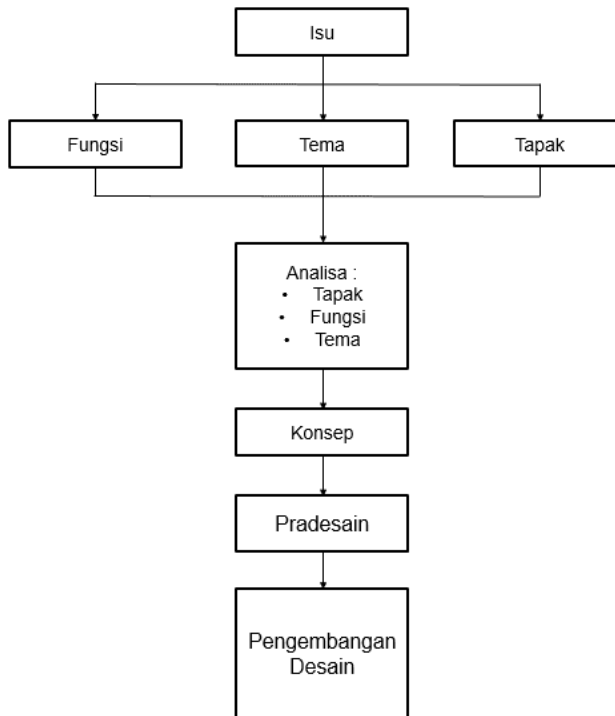 Isu
Fungsi
Tema
Tapak
Analisa :
• Tapak
• Fungsi
• Tema
Konsep
Pradesain
Pengembangan
Desain